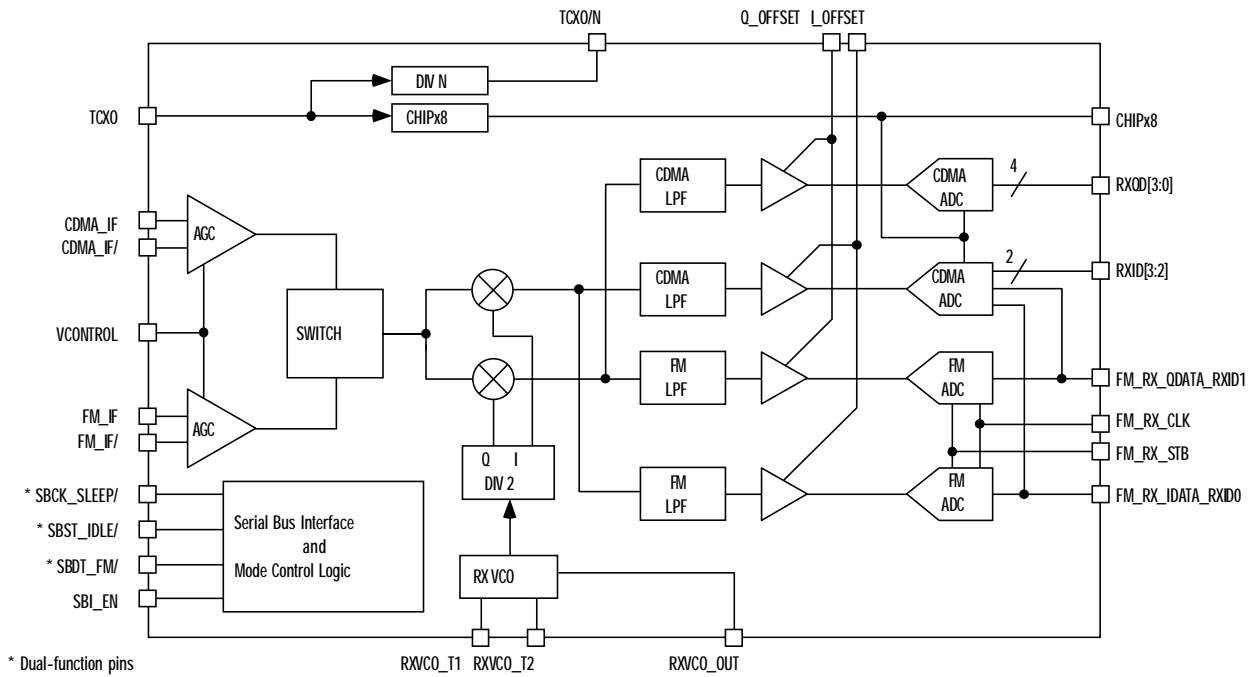 TCXO/N
Q_OFFSET I_OFFSET
DIV N
TCXO
CHIPx8
CHIPx8
CDMA
LPF
CDMA
ADC
4
RXQD[3:0]
CDMA_IF
CDMA_IF/
AGC
CDMA
LPF
CDMA
ADC
2
RXID[3:2]
VCONTROL
SWITCH
FM
LPF
FM
ADC
FM_RX_QDATA_RXID1
FM_IF
FM_IF/
AGC
FM_RX_CLK
FM_RX_STB
Q I
DIV 2
FM
LPF
FM
ADC
FM_RX_IDATA_RXID0
* SBCK_SLEEP/
* SBST_IDLE/
* SBDT_FM/
SBI_EN
Serial Bus Interface
and
Mode Control Logic
RX VCO
* Dual-function pins
RXVCO_T1 RXVCO_T2
RXVCO_OUT